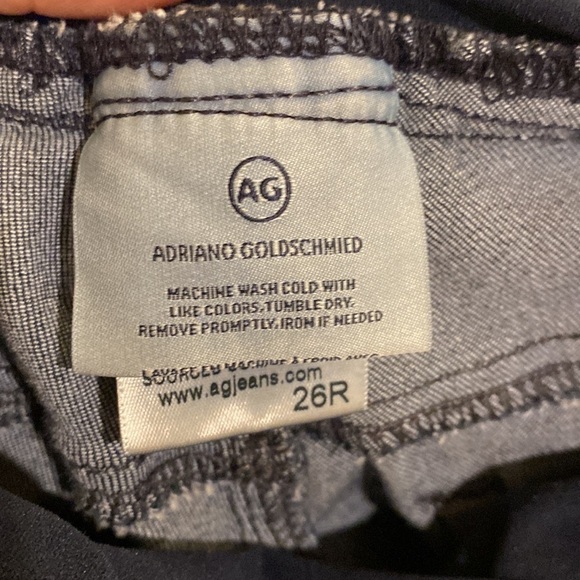 AG
ADRIANO GOLDSCHMIED
MACHINE WASH COLD WITH
LIKE COLORS, TUMBLE DRY.
REMOVE PROMPTLY, IRON IF NEEDED
www.agjeans.com
26R